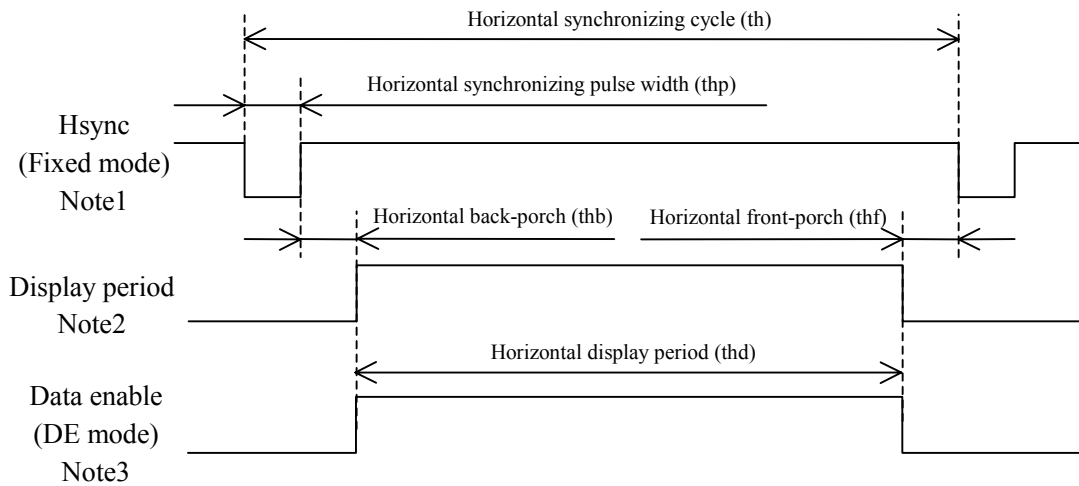 Horizontal synchronizing cycle (th)
Horizontal synchronizing pulse width (thp)
Hsync
(Fixed mode)
Note1
Horizontal back-porch (thb)
Horizontal front-porch (thf)
Display period
Note2
Horizontal display period (thd)
Data enable
(DE mode)
Note3